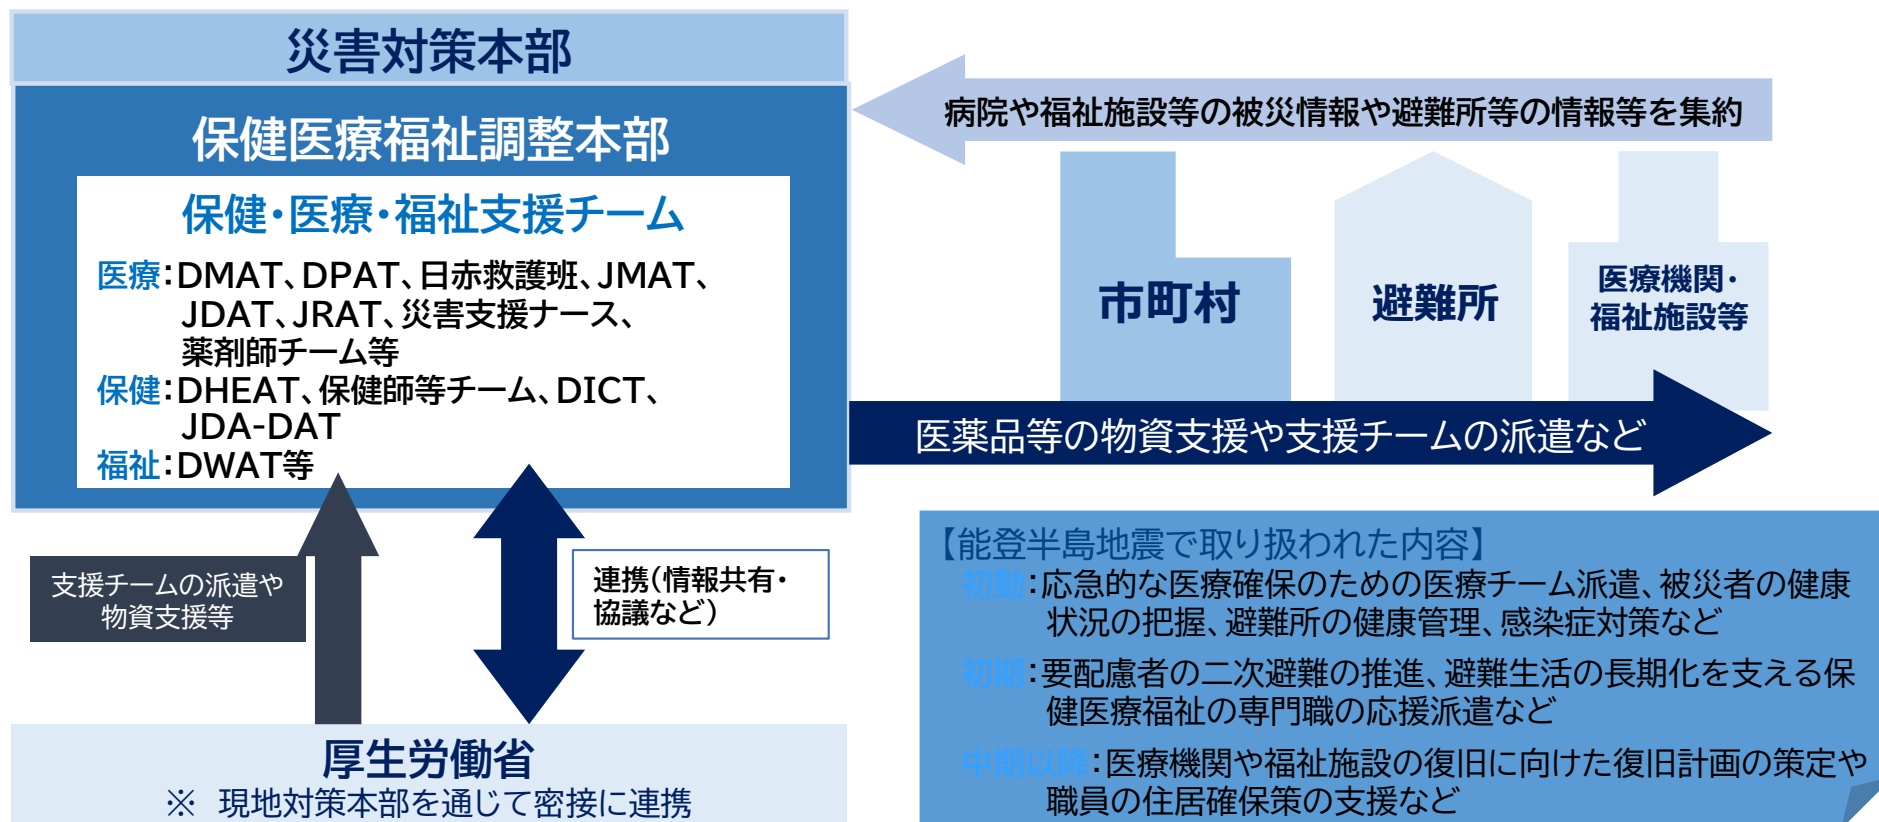 災害対策本部
保健医療福祉調整本部
保健・医療・福祉支援チーム
医療：DMAT、DPAT、日赤救護班、JMAT、
JDAT、JRAT、災害支援ナース、
薬剤師チーム等
保健：DHEAT、保健師等チーム、DICT、
JDA-DAT
福祉：DWAT等
病院や福祉施設等の被災情報や避難所等の情報等を集約
市町村
避難所
医療機関・
福祉施設等
医薬品等の物資支援や支援チームの派遣など
支援チームの派遣や
物資支援等
連携（情報共有・
協議など）
厚生労働省
※ 現地対策本部を通じて密接に連携
【能登半島地震で取り扱われた内容】
初動：応急的な医療確保のための医療チーム派遣、被災者の健康
状況の把握、避難所の健康管理、感染症対策など
初期：要配慮者の二次避難の推進、避難生活の長期化を支える保
健医療福祉の専門職の応援派遣など
中期以降：医療機関や福祉施設の復旧に向けた復旧計画の策定や
職員の住居確保策の支援など